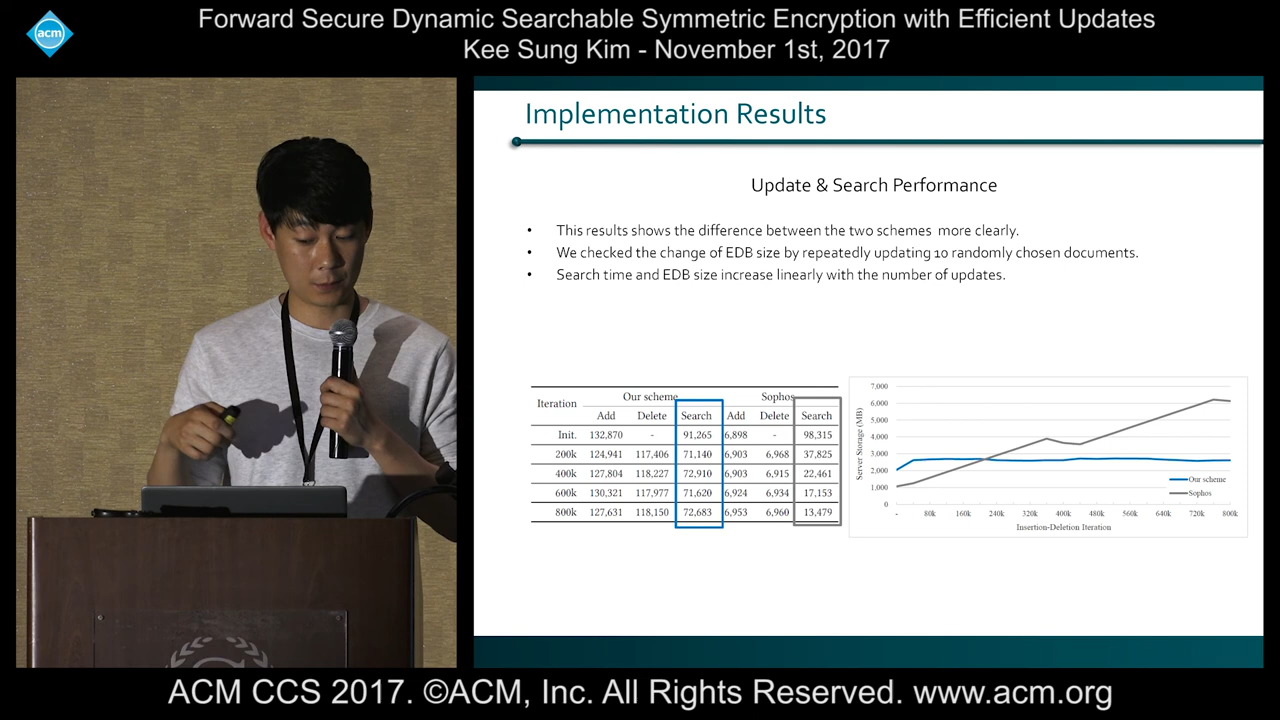 acm
Forward Secure Dynamic Searchable Symmetric Encryption with Efficient Updates
Kee Sung Kim - November 1st, 2017
Implementation Results
Update & Search Performance
• This results shows the difference between the two schemes more clearly.
• We checked the change of EDB size by repeatedly updating 10 randomly chosen documents.
• Search time and EDB size increase linearly with the number of updates.
Iteration Our scheme Sophos
Add Delete Search Add Delete Search
Init. 132,870 - 91,265 6,898 - 98,315
200k 124,941 117,406 71,140 6,903 6,968 37,825
400k 127,804 118,227 72,910 6,903 6,915 22,461
600k 130,321 117,977 71,620 6,924 6,934 17,153
800k 127,631 118,150 72,683 6,953 6,960 13,479
Server Storage (MB)
7,000
6,000
5,000
4,000
3,000
2,000
1,000
0
Our scheme
Sophos
- 80k 160k 240k 320k 400k 480k 560k 640k 720k 800k
Insertion-Deletion Iteration
ACM CCS 2017. ©ACM, Inc. All Rights Reserved. www.acm.org